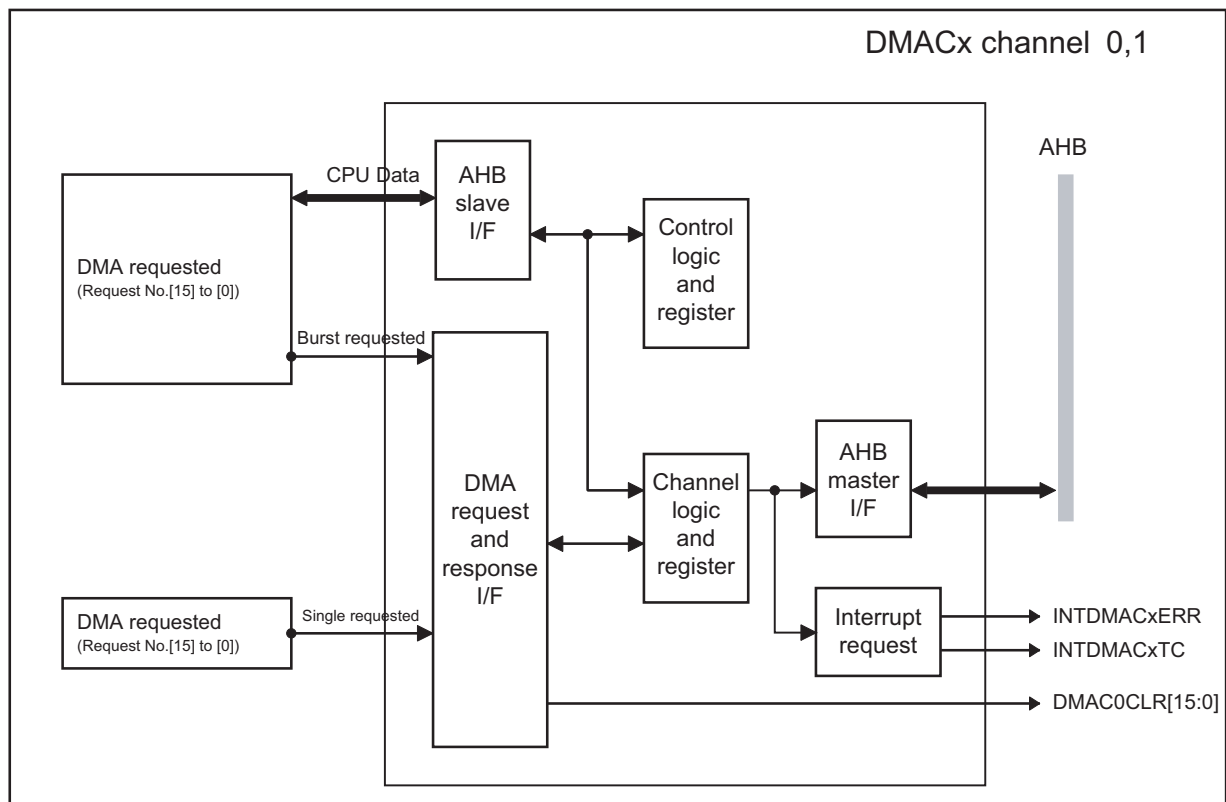 DMACx channel 0,1
AHB
CPU Data
AHB
slave
I/F
Control
logic
and
register
DMA requested
(Request No.[15] to [0])
Burst requested
DMA
request
and
response
I/F
Channel
logic
and
register
AHB
master
I/F
DMA requested
(Request No.[15] to [0])
Single requested
Interrupt
request
INTDMACxERR
INTDMACxTC
DMAC0CLR[15:0]